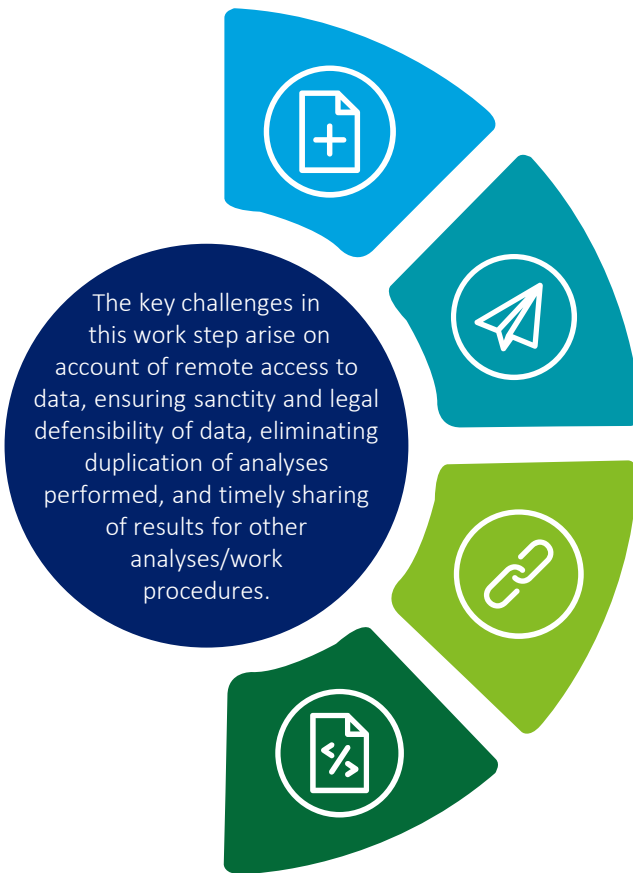 The key challenges in
this work step arise on
account of remote access to
data, ensuring sanctity and legal
defensibility of data, eliminating
duplication of analyses
performed, and timely sharing
of results for other
analyses/work
procedures.